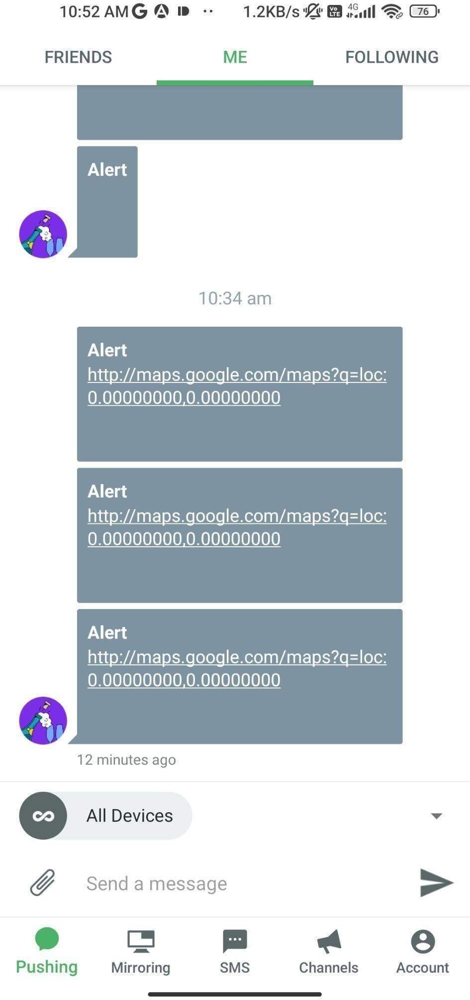 10:52 AM
1.2KB/s
Vo
LTE
4G
76
FRIENDS
ME
FOLLOWING
Alert
10:34 am
Alert
http://maps.google.com/maps?q=loc:
0.00000000,0.00000000
Alert
http://maps.google.com/maps?q=loc:
0.00000000,0.00000000
Alert
http://maps.google.com/maps?q=loc:
0.00000000,0.00000000
12 minutes ago
All Devices
Send a message
Pushing
Mirroring
SMS
Channels
Account